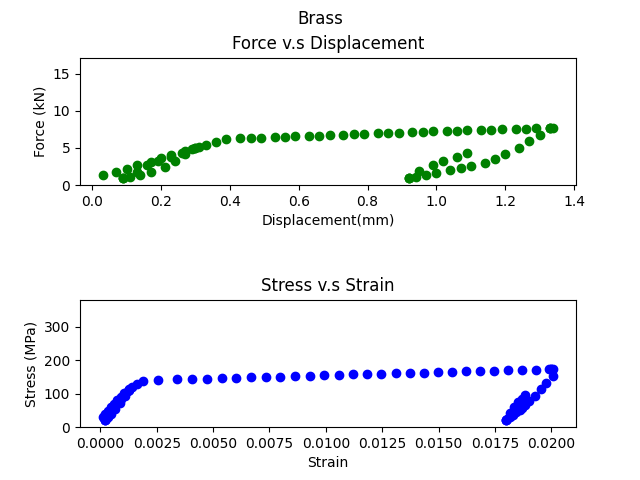 Brass
Force v.s Displacement
Force (kN)
15
10
5
0
0.0 0.2 0.4 0.6 0.8 1.0 1.2 1.4
Displacement(mm)
Stress v.s Strain
Stress (MPa)
300
200
100
0
0.0000 0.0025 0.0050 0.0075 0.0100 0.0125 0.0150 0.0175 0.0200
Strain